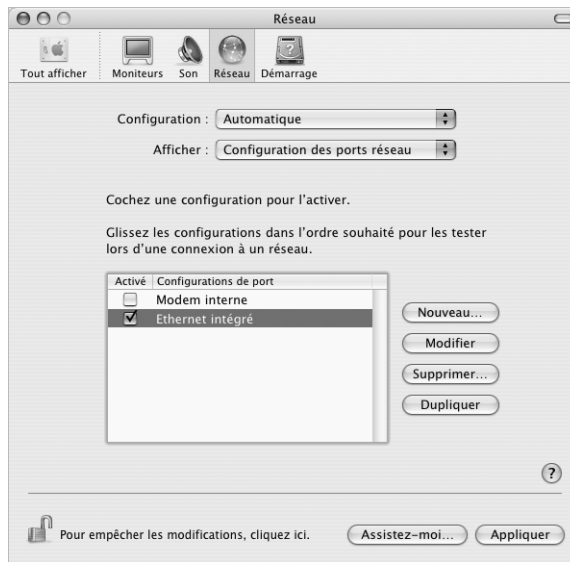 Réseau
Tout afficher Moniteurs Son Réseau Démarrage
Configuration : Automatique
Afficher : Configuration des ports réseau
Cochez une configuration pour l'activer.
Glissez les configurations dans l'ordre souhaité pour les tester
lors d'une connexion à un réseau.
Activé Configurations de port
Modem interne
Ethernet intégré
Nouveau...
Modifier
Supprimer...
Dupliquer
?
Pour empêcher les modifications, cliquez ici. Assistez-moi... Appliquer